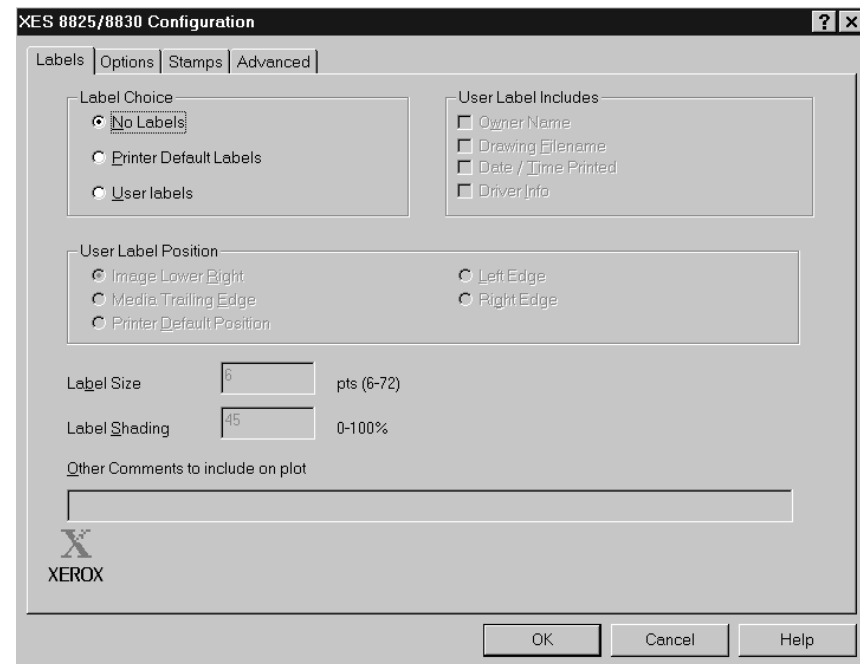 XES 8825/8830 Configuration
Labels Options Stamps Advanced
Label Choice
No Labels
Printer Default Labels
User labels
User Label Includes
Owner Name
Drawing Filename
Date / Time Printed
Driver Info
User Label Position
Image Lower Right
Media Trailing Edge
Printer Default Position
Left Edge
Right Edge
Label Size 6 pts (6-72)
Label Shading 45 0-100%
Other Comments to include on plot
X
XEROX
OK Cancel Help